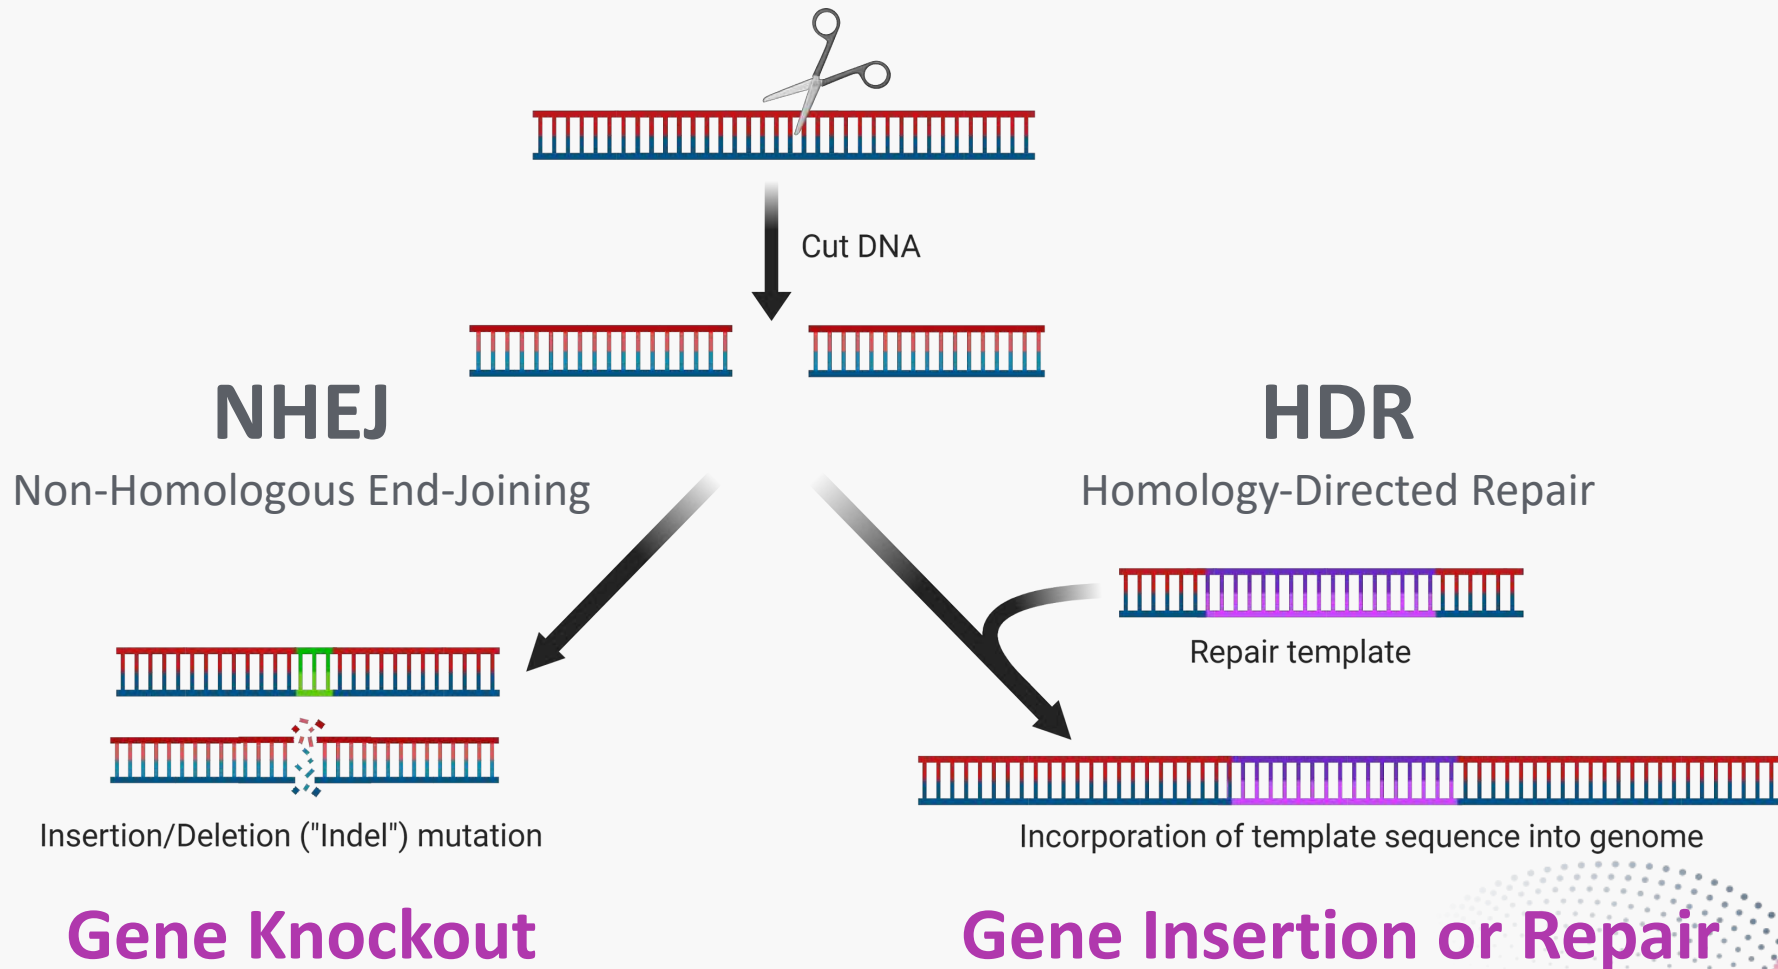 Cut DNA
NHEJ
Non-Homologous End-Joining
HDR
Homology-Directed Repair
Repair template
Insertion/Deletion ("Indel") mutation
Incorporation of template sequence into genome
Gene Knockout
Gene Insertion or Repair